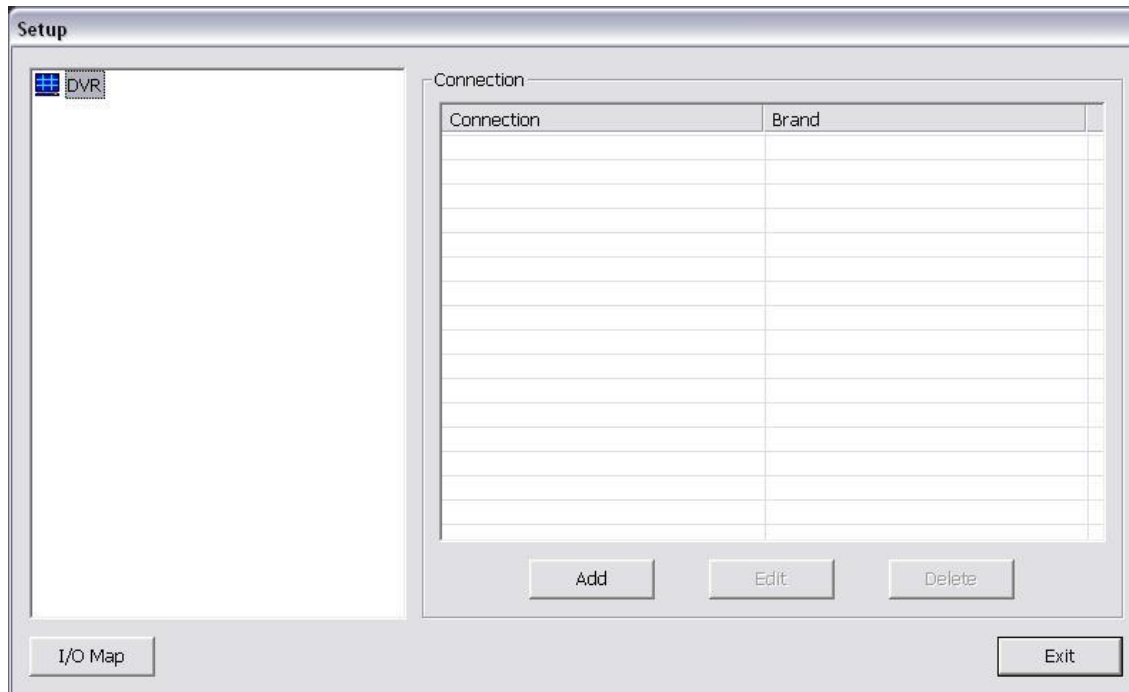 Setup
DVR
Connection
Connection Brand
Add Edit Delete
I/O Map Exit